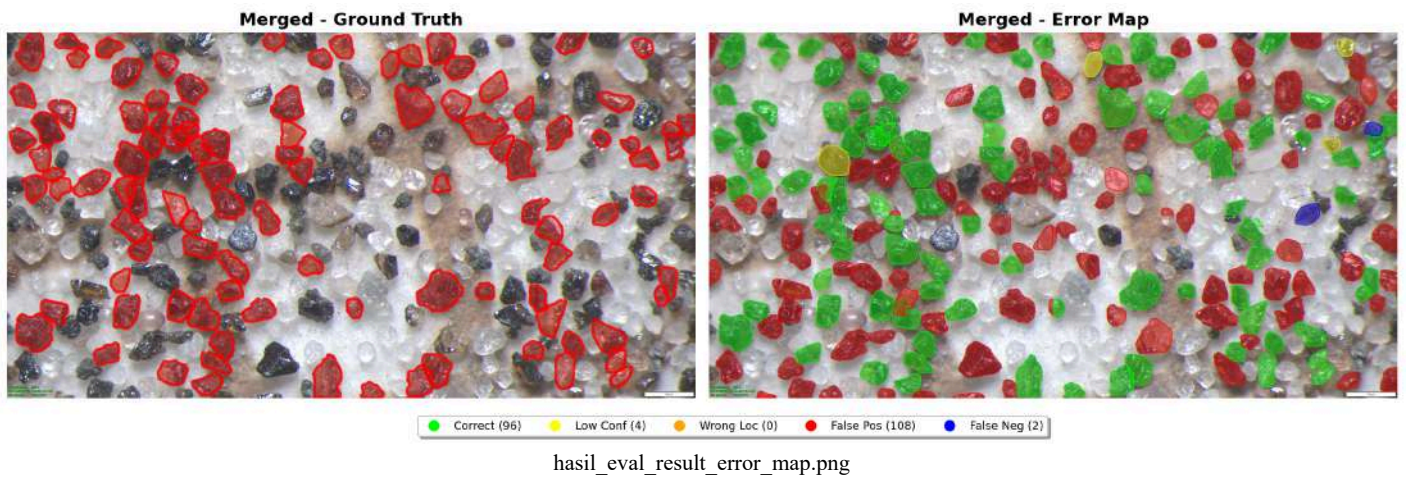 Merged - Ground Truth
Merged - Error Map
Correct (96)
Low Conf (4)
Wrong Loc (0)
False Pos (108)
False Neg (2)
hasil_eval_result_error_map.png